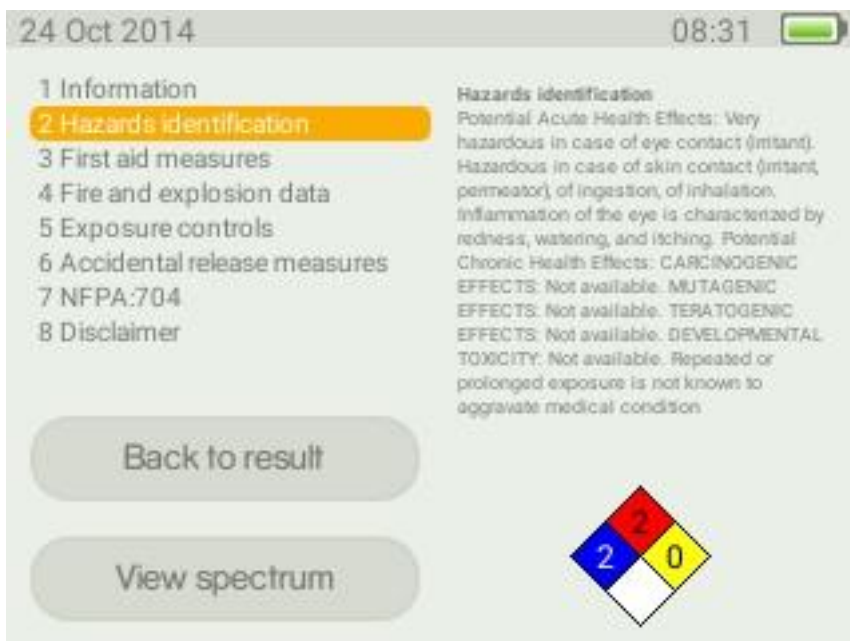 24 Oct 2014
08:31
1 Information
2 Hazards identification
3 First aid measures
4 Fire and explosion data
5 Exposure controls
6 Accidental release measures
7 NFPA:704
8 Disclaimer
Back to result
View spectrum
Hazards identification
Potential Acute Health Effects: Very
hazardous in case of eye contact (irritant).
Hazardous in case of skin contact (irritant,
permeator), of ingestion, of inhalation.
Inflammation of the eye is characterized by
redness, watering, and itching. Potential
Chronic Health Effects: CARCINOGENIC
EFFECTS: Not available. MUTAGENIC
EFFECTS: Not available. TERATOGENIC
EFFECTS: Not available. DEVELOPMENTAL
TOXICITY: Not available. Repeated or
prolonged exposure is not known to
aggravate medical condition
2
2
0